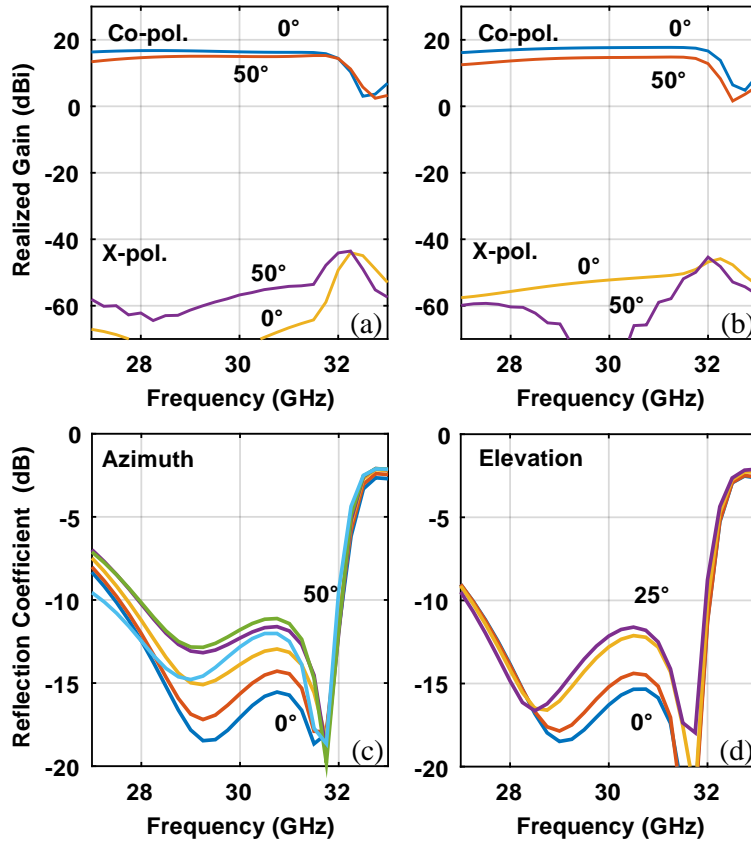 Realized Gain (dBi)
20
0
-20
-40
-60
Co-pol.
0°
50°
X-pol.
50°
0°
(a)
28
30
32
Frequency (GHz)
20
0
-20
-40
-60
Co-pol.
0°
50°
X-pol.
0°
50°
(b)
28
30
32
Frequency (GHz)
Reflection Coefficient (dB)
0
-5
-10
-15
-20
Azimuth
50°
0°
(c)
28
30
32
Frequency (GHz)
0
-5
-10
-15
-20
Elevation
25°
0°
(d)
28
30
32
Frequency (GHz)